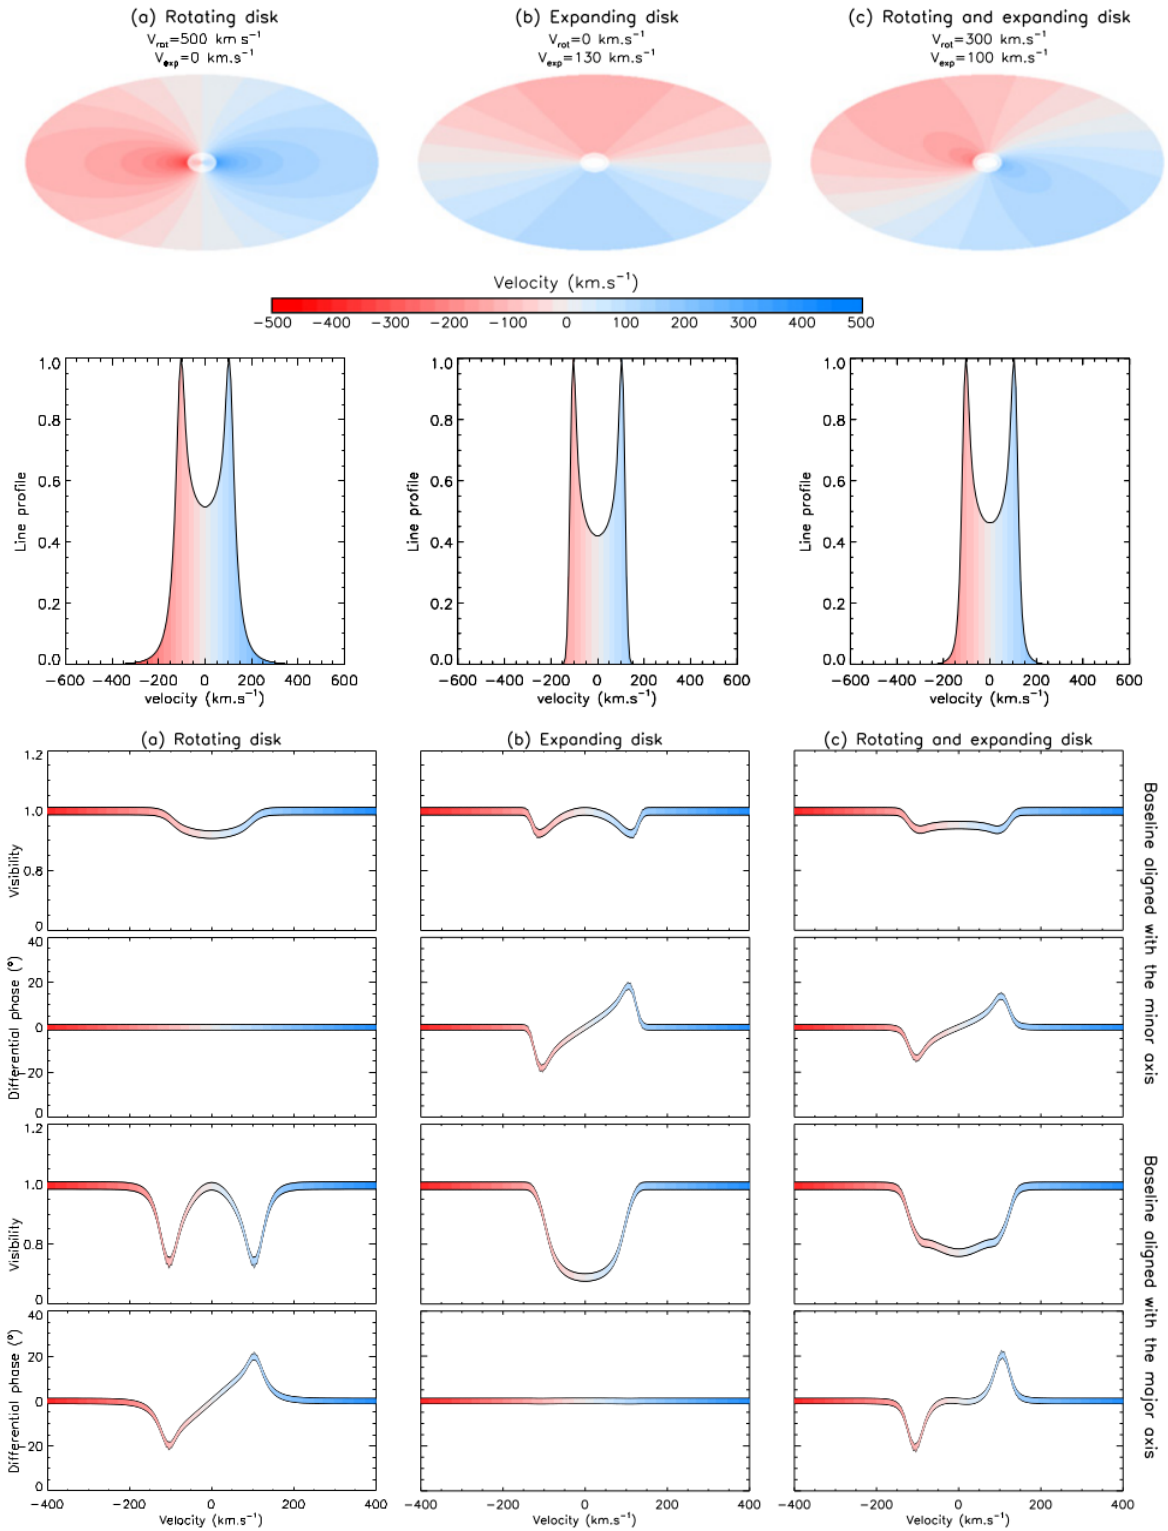 (a) Rotating disk
V_rot=500 km s⁻¹
V_exp=0 km.s⁻¹
(b) Expanding disk
V_rot=0 km.s⁻¹
V_exp=130 km.s⁻¹
(c) Rotating and expanding disk
V_rot=300 km.s⁻¹
V_exp=100 km.s⁻¹
Velocity (km.s⁻¹)
-500 -400 -300 -200 -100 0 100 200 300 400 500
Line profile
1.0
0.8
0.6
0.4
0.2
0.0
-600 -400 -200 0 200 400 600
velocity (km.s⁻¹)
Line profile
1.0
0.8
0.6
0.4
0.2
0.0
-600 -400 -200 0 200 400 600
velocity (km.s⁻¹)
Line profile
1.0
0.8
0.6
0.4
0.2
0.0
-600 -400 -200 0 200 400 600
velocity (km.s⁻¹)
(a) Rotating disk
(b) Expanding disk
(c) Rotating and expanding disk
Visibility
1.2
1.0
0.8
0
Differential phase (°)
40
20
0
-20
0
Baseline aligned with the minor axis
Visibility
1.2
1.0
0.8
0
Differential phase (°)
40
20
0
-20
0
Baseline aligned with the major axis
-400 -200 0 200 400
Velocity (km.s⁻¹)
-400 -200 0 200 400
Velocity (km.s⁻¹)
-400 -200 0 200 400
Velocity (km.s⁻¹)